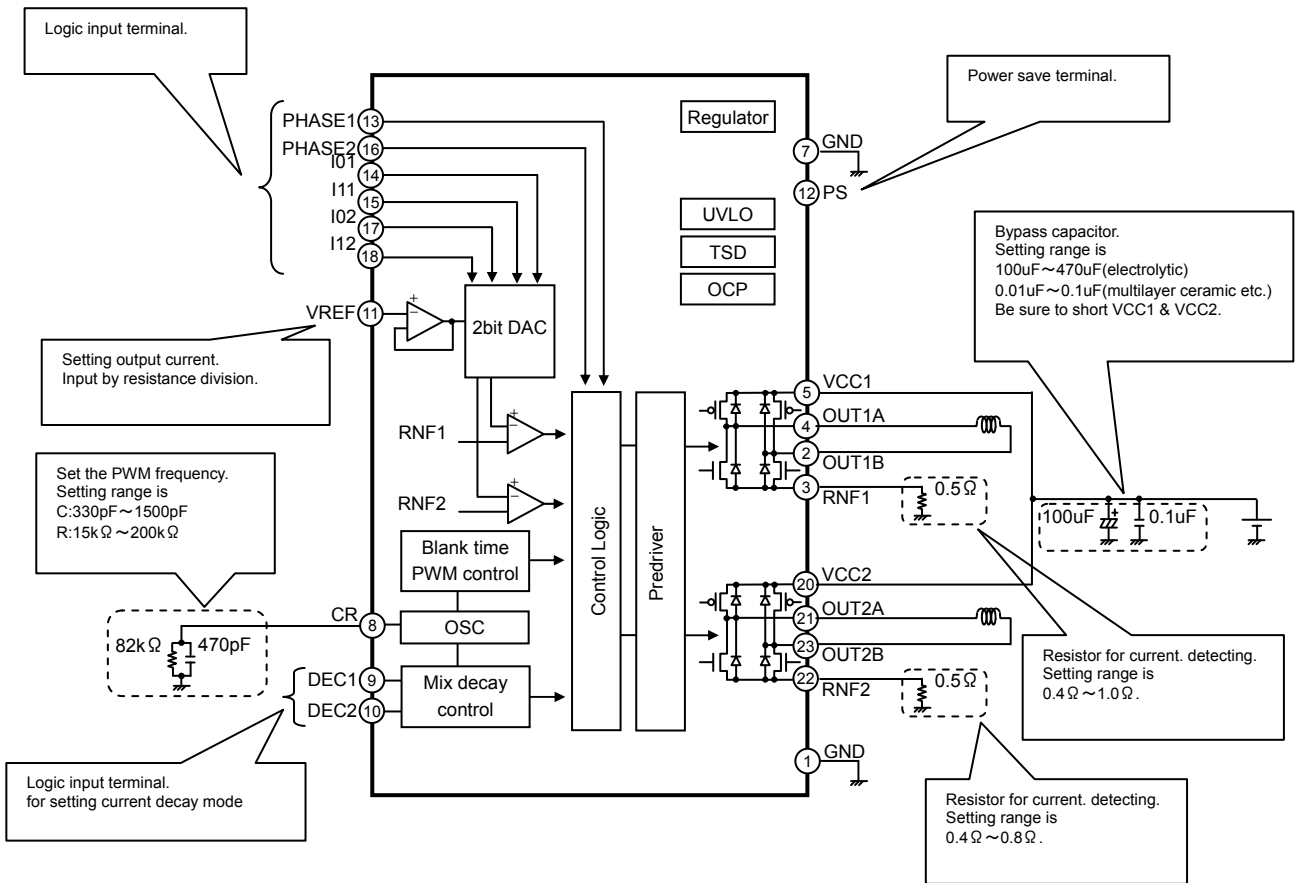 Logic input terminal.
Power save terminal.
PHASE1 13
PHASE2 16
I01 14
I11 15
I02 17
I12 18
VREF 11
+
−
2bit DAC
Regulator
UVLO
TSD
OCP
7 GND
12 PS
Bypass capacitor.
Setting range is
100uF～470uF(electrolytic)
0.01uF～0.1uF(multilayer ceramic etc.)
Be sure to short VCC1 & VCC2.
Setting output current.
Input by resistance division.
RNF1
+
−
RNF2
+
−
Blank time
PWM control
OSC
Mix decay
control
Control Logic
Predriver
5 VCC1
4 OUT1A
2 OUT1B
3 RNF1
0.5Ω
100uF
+
0.1uF
20 VCC2
21 OUT2A
23 OUT2B
22 RNF2
0.5Ω
1 GND
Set the PWM frequency.
Setting range is
C:330pF～1500pF
R:15kΩ～200kΩ
CR 8
82kΩ 470pF
DEC1 9
DEC2 10
Logic input terminal.
for setting current decay mode
Resistor for current. detecting.
Setting range is
0.4Ω～1.0Ω.
Resistor for current. detecting.
Setting range is
0.4Ω～0.8Ω.